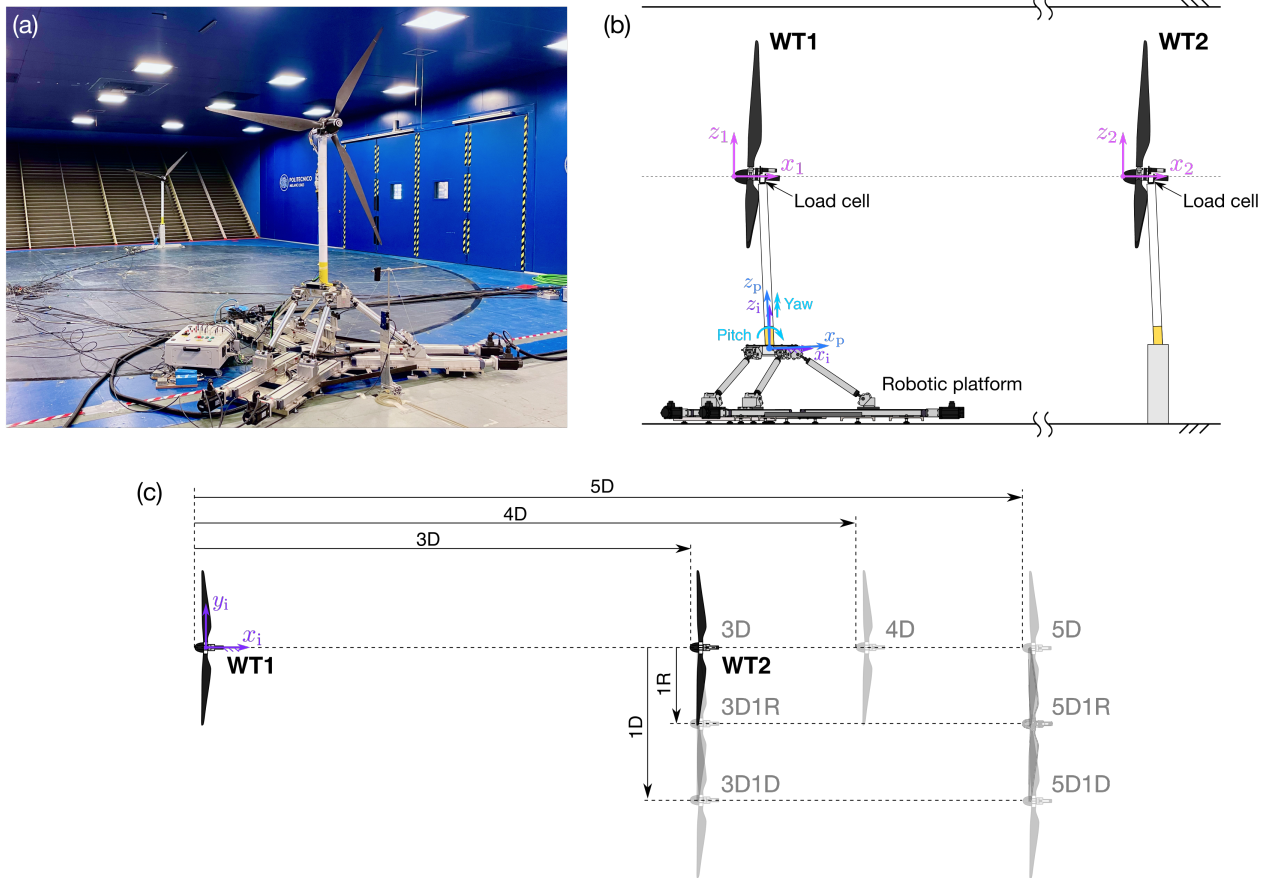 (a)
POLITECNICO
(b)
WT1
WT2
z1
x1
z2
x2
Load cell
Load cell
zp
zi
Yaw
Pitch
xp
xi
Robotic platform
(c)
5D
4D
3D
yi
xi
WT1
3D
4D
5D
WT2
1R
1D
3D1R
5D1R
3D1D
5D1D